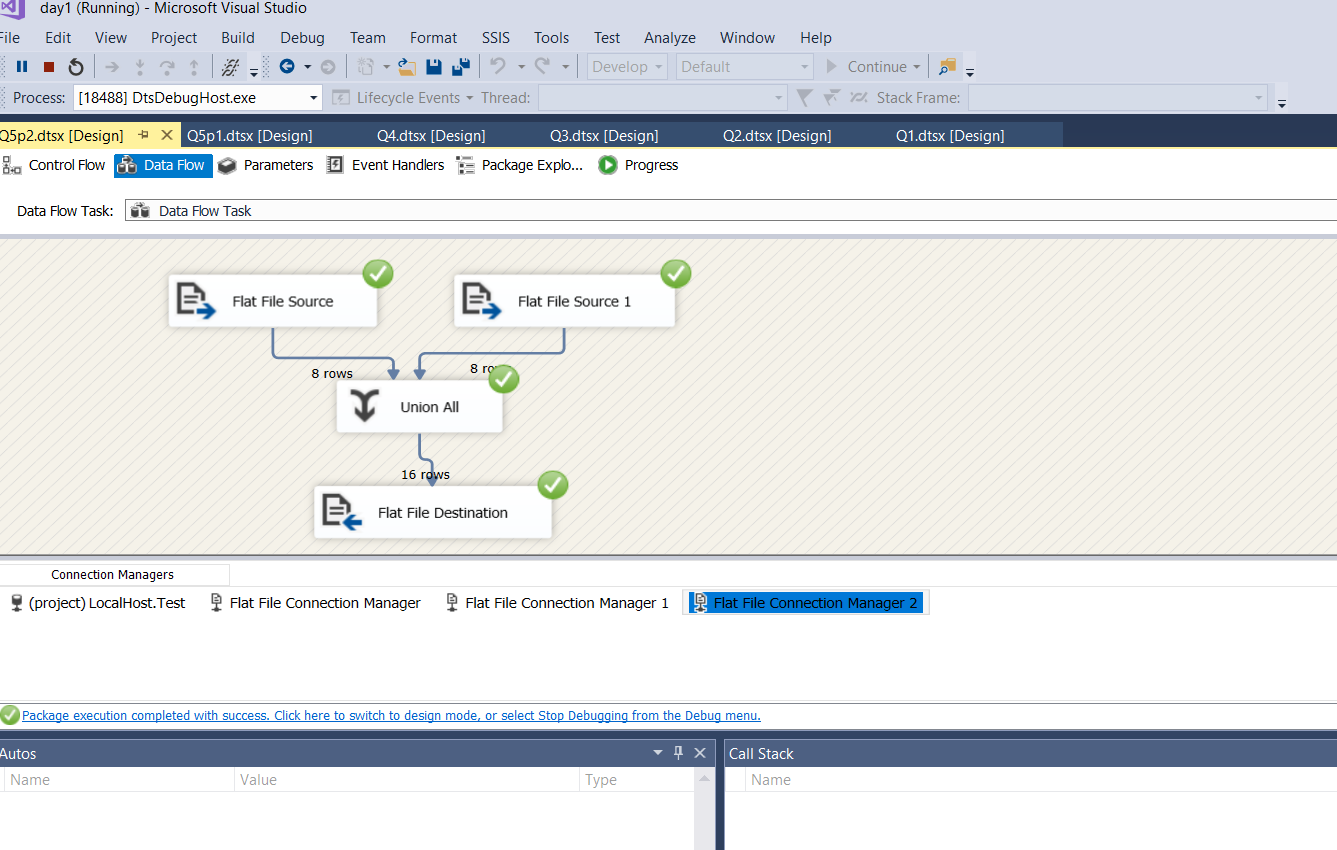 day1 (Running) - Microsoft Visual Studio
File Edit View Project Build Debug Team Format SSIS Tools Test Analyze Window Help
Develop Default Continue
Process: [18488] DtsDebugHost.exe Lifecycle Events Thread: Stack Frame:
Q5p2.dtsx [Design] Q5p1.dtsx [Design] Q4.dtsx [Design] Q3.dtsx [Design] Q2.dtsx [Design] Q1.dtsx [Design]
Control Flow Data Flow Parameters Event Handlers Package Explo... Progress
Data Flow Task: Data Flow Task
Flat File Source Flat File Source 1
8 rows 8 rows
Union All
16 rows
Flat File Destination
Connection Managers
(project) LocalHost.Test Flat File Connection Manager Flat File Connection Manager 1 Flat File Connection Manager 2
Package execution completed with success. Click here to switch to design mode, or select Stop Debugging from the Debug menu.
Autos Call Stack
Name Value Type Name